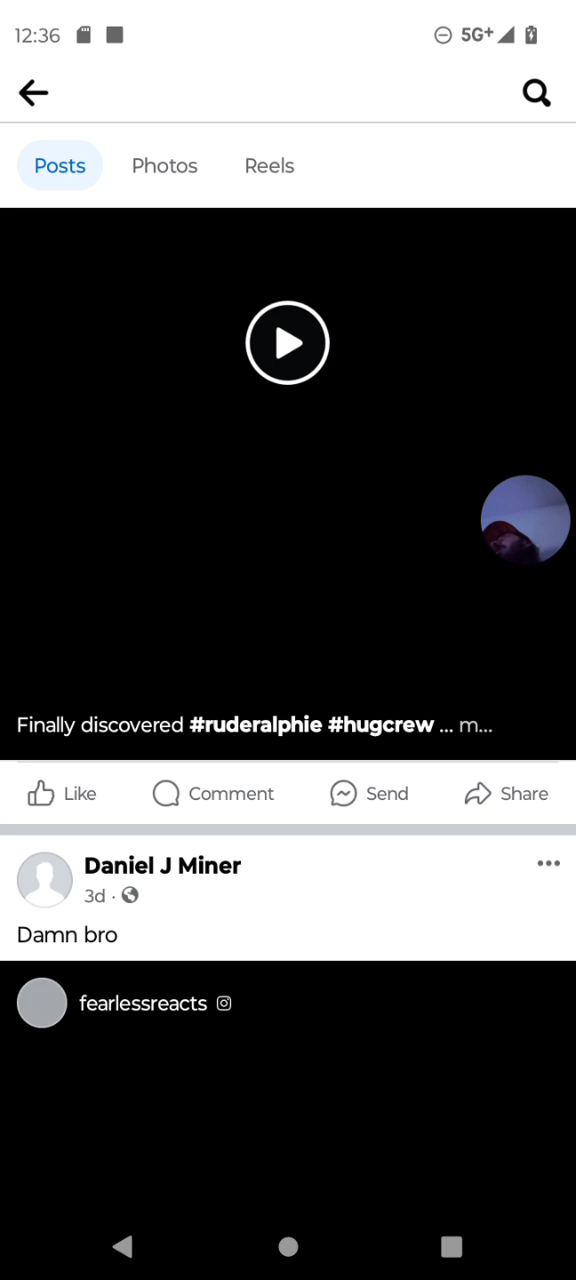 12:36 5G+
Posts Photos Reels
Finally discovered #ruderalphie #hugcrew ... m...
Like Comment Send Share
Daniel J Miner
3d ·
Damn bro
fearlessreacts